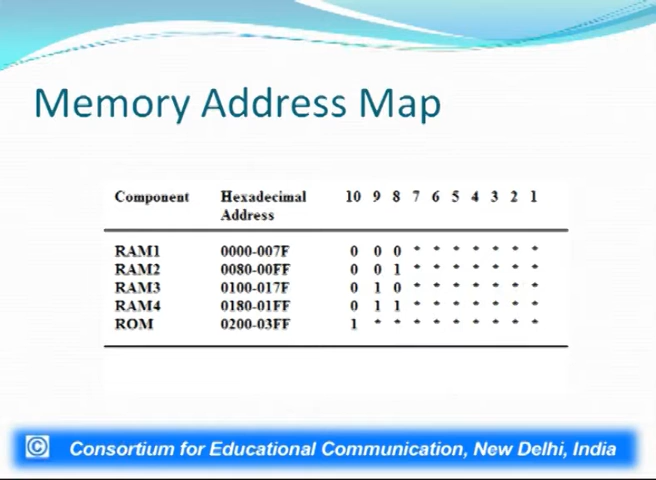 Memory Address Map
Component Hexadecimal Address 10 9 8 7 6 5 4 3 2 1
RAM1 0000-007F 0 0 0 * * * * * * *
RAM2 0080-00FF 0 0 1 * * * * * * *
RAM3 0100-017F 0 1 0 * * * * * * *
RAM4 0180-01FF 0 1 1 * * * * * * *
ROM 0200-03FF 1 * * * * * * * * *
© Consortium for Educational Communication, New Delhi, India